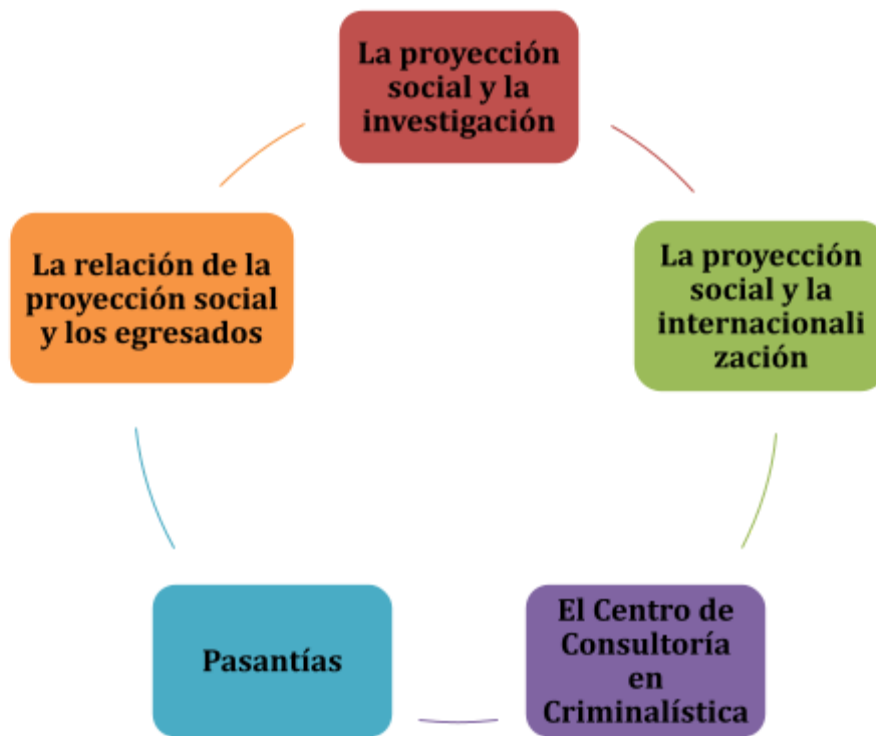 La proyección
social y la
investigación
La proyección
social y la
internacionali
zación
El Centro de
Consultoría
en
Criminalística
Pasantías
La relación de la
proyección social
y los egresados